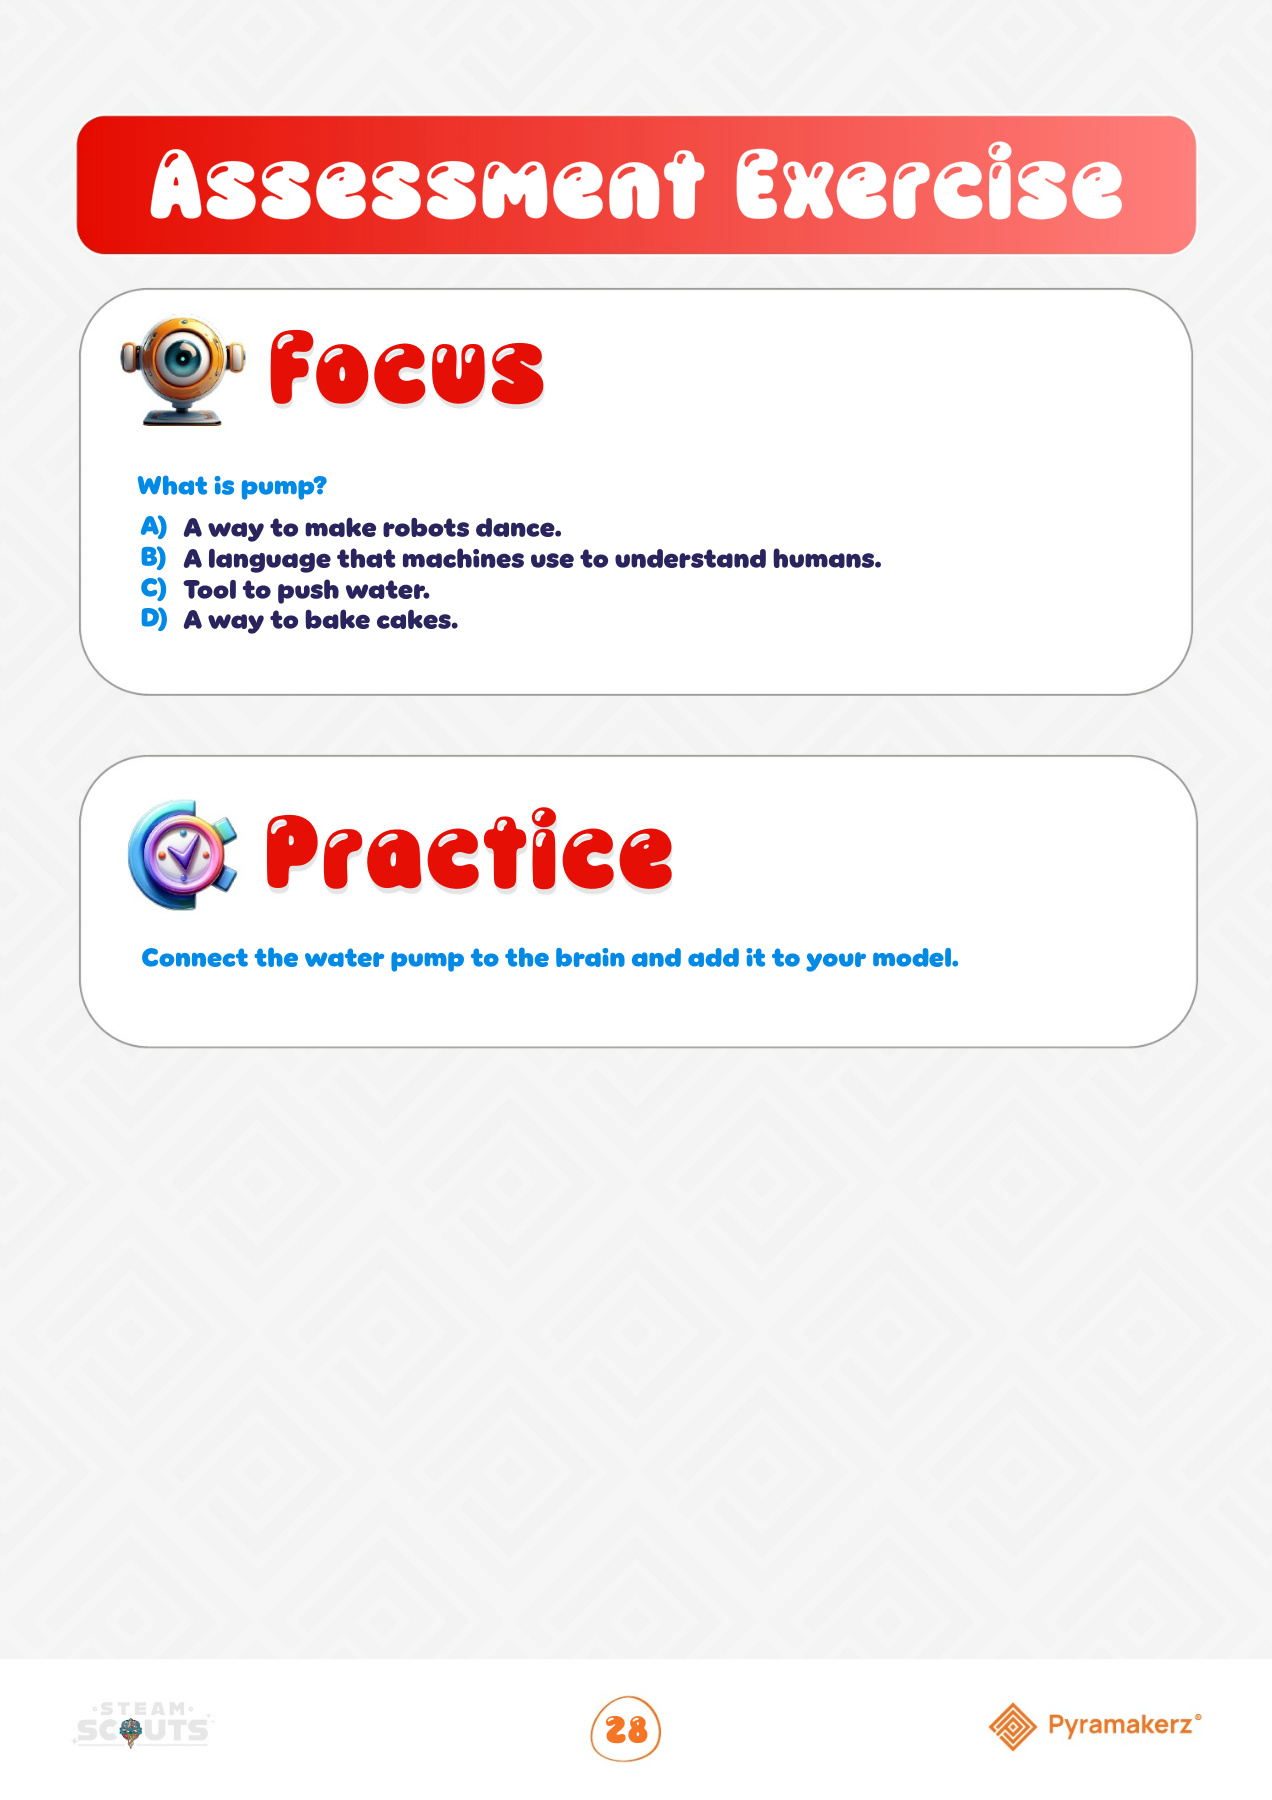 Assessment Exercise
Focus
What is pump?
A) A way to make robots dance.
B) A language that machines use to understand humans.
C) Tool to push water.
D) A way to bake cakes.
Practice
Connect the water pump to the brain and add it to your model.
STEAM
SCOUTS
28
Pyramakerz®